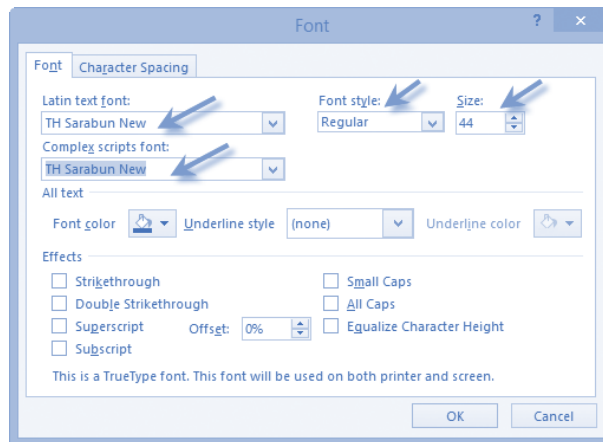 Font
? ×
Font Character Spacing
Latin text font: Font style: Size:
TH Sarabun New Regular 44
Complex scripts font:
TH Sarabun New
All text
Font color Underline style (none) Underline color
Effects
Strikethrough Small Caps
Double Strikethrough All Caps
Superscript Offset: 0% Equalize Character Height
Subscript
This is a TrueType font. This font will be used on both printer and screen.
OK Cancel